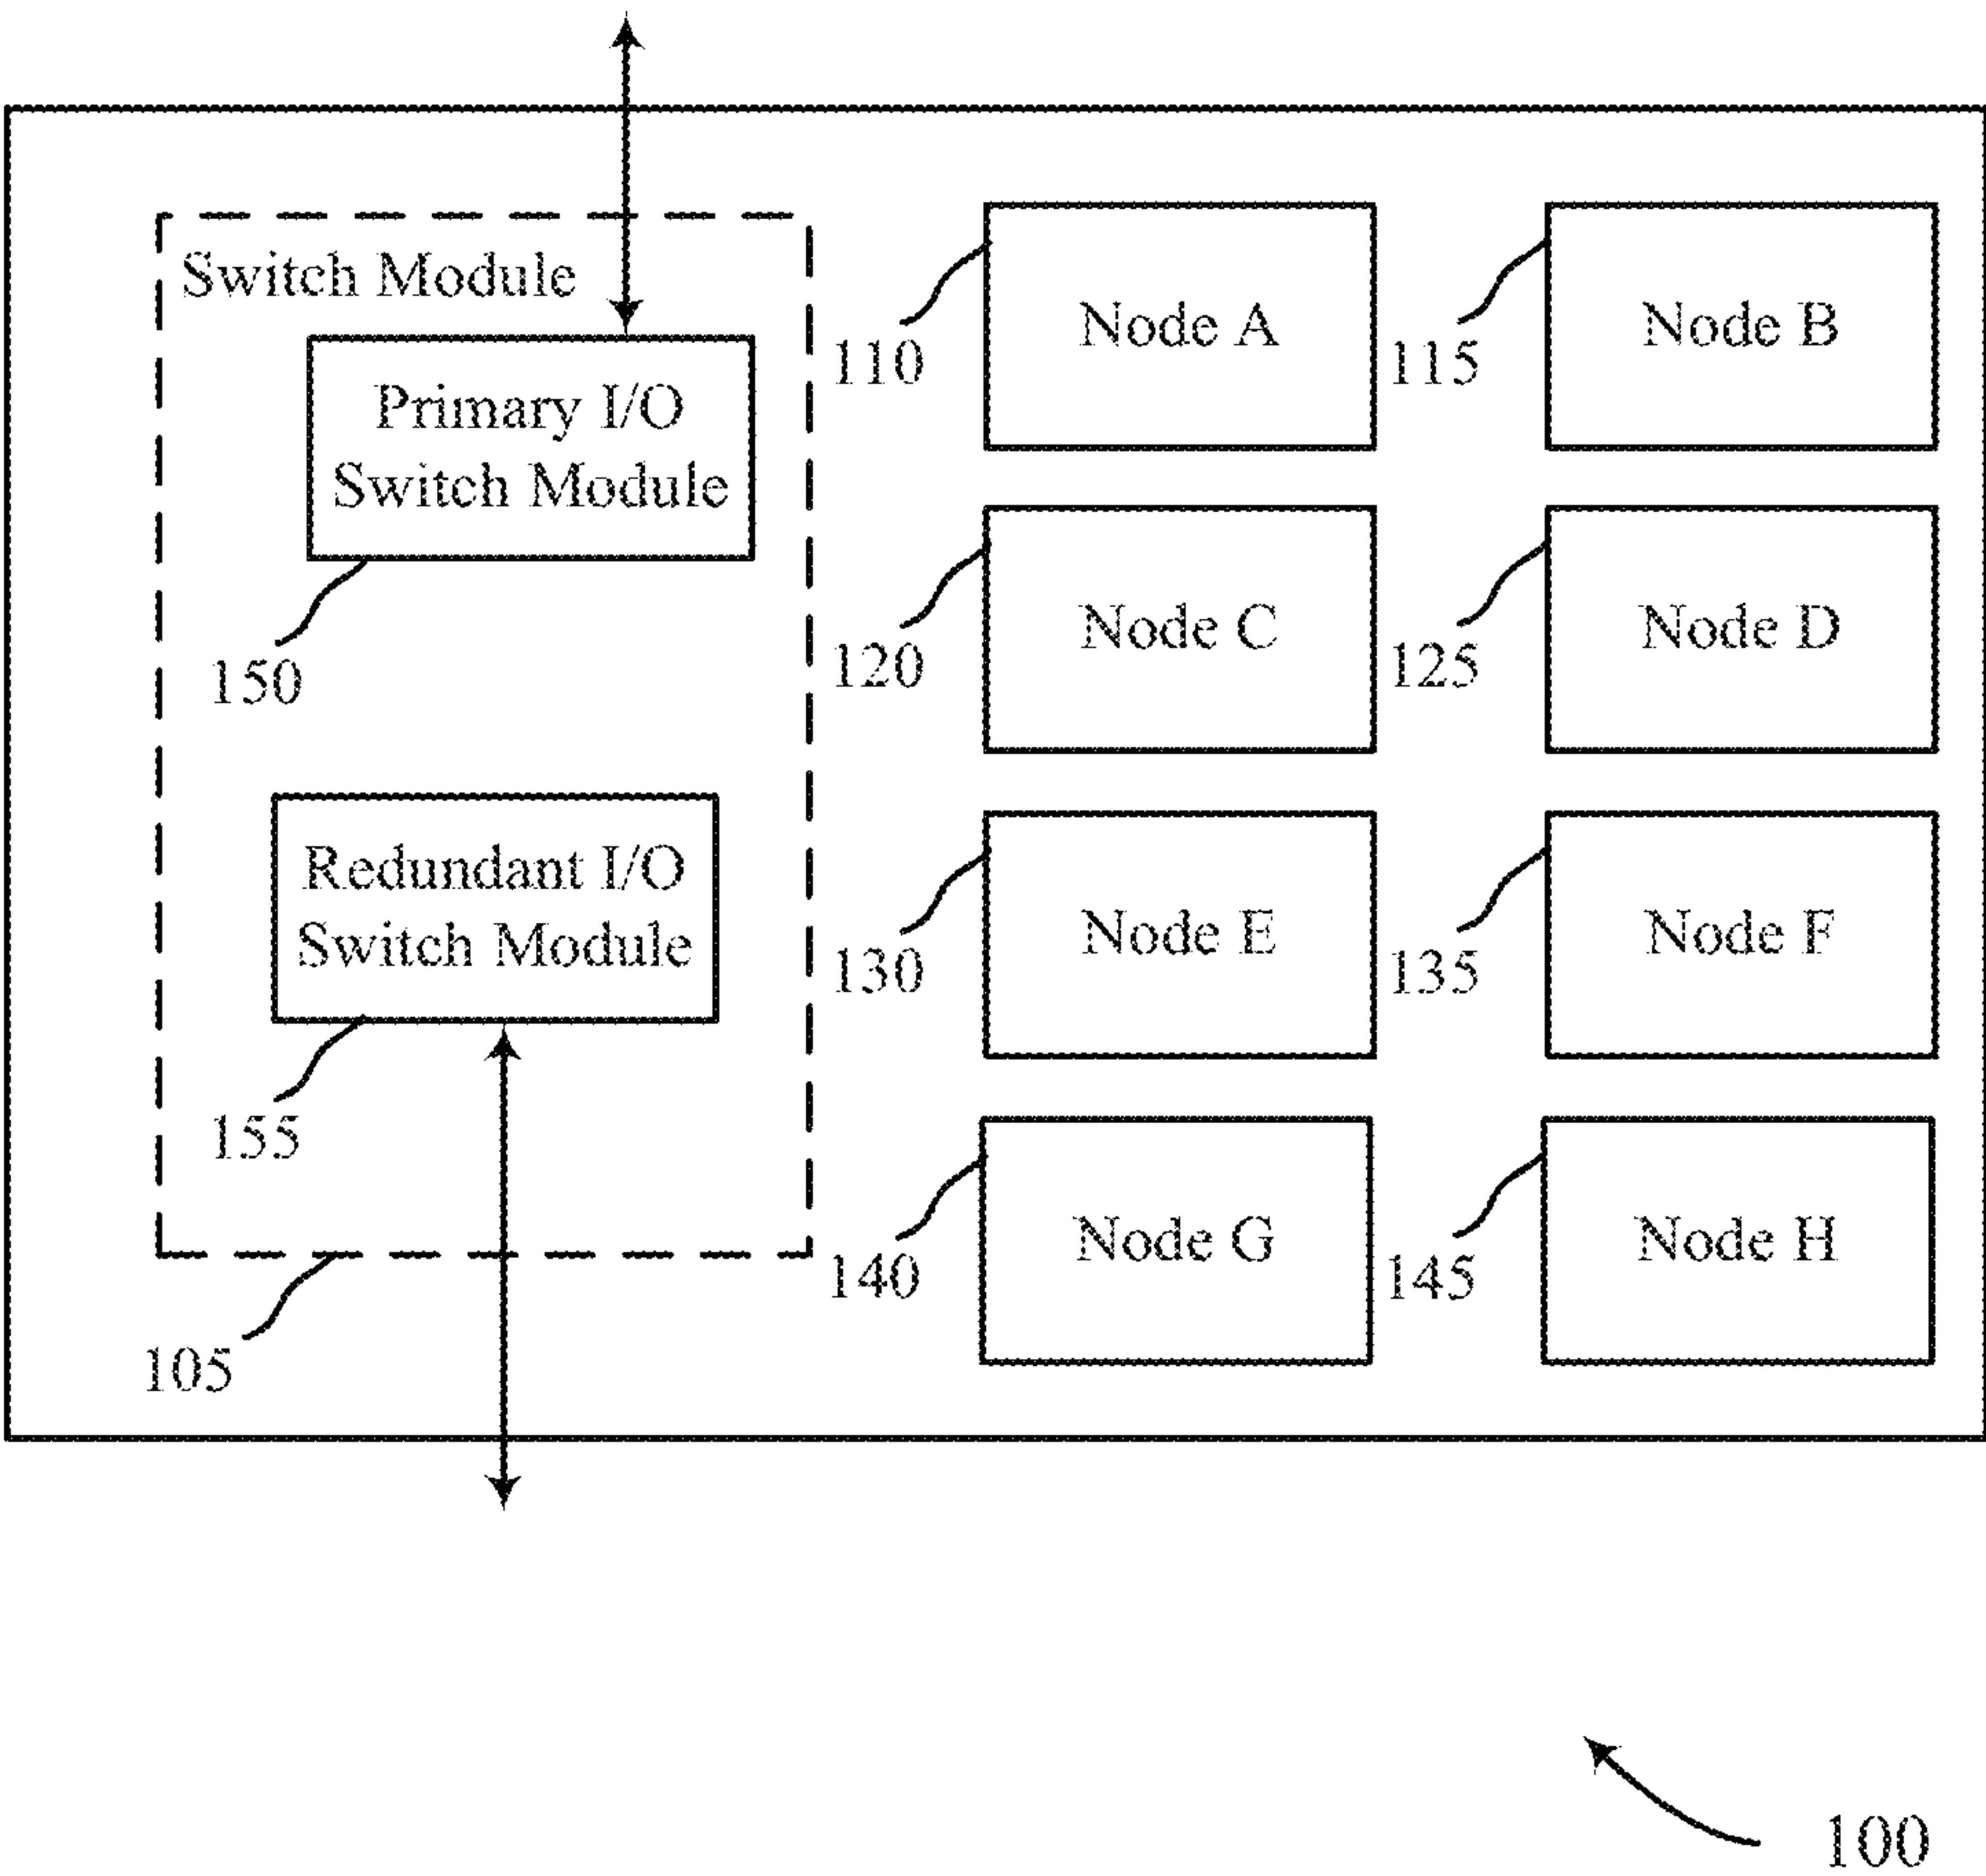 Switch Module
Primary I/O
Switch Module
150
Redundant I/O
Switch Module
155
105
Node A
110
Node B
115
Node C
120
Node D
125
Node E
130
Node F
135
Node G
140
Node H
145
100